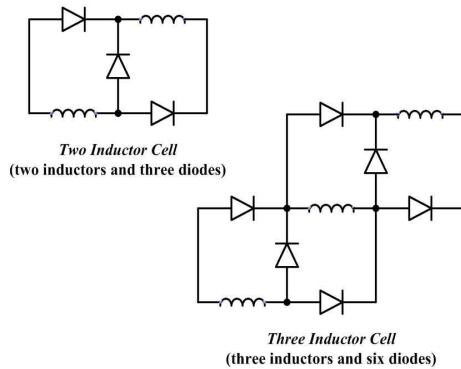 Two Inductor Cell
(two inductors and three diodes)
Three Inductor Cell
(three inductors and six diodes)